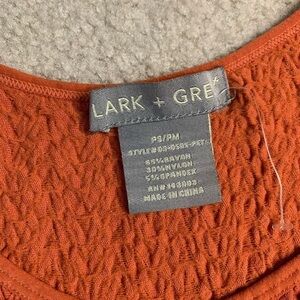 LARK + GRE
PS/PM
65% RAYON
30% NYLON
5% SPANDEX
MADE IN CHINA